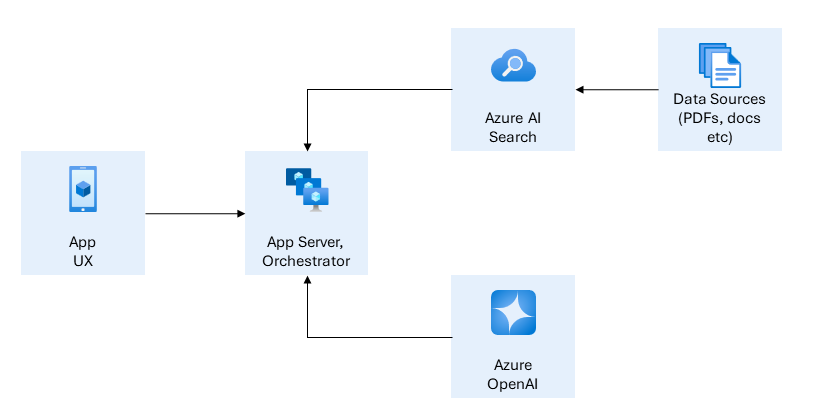 Azure AI
Search
Data Sources
(PDFs, docs
etc)
App
UX
App Server,
Orchestrator
Azure
OpenAI